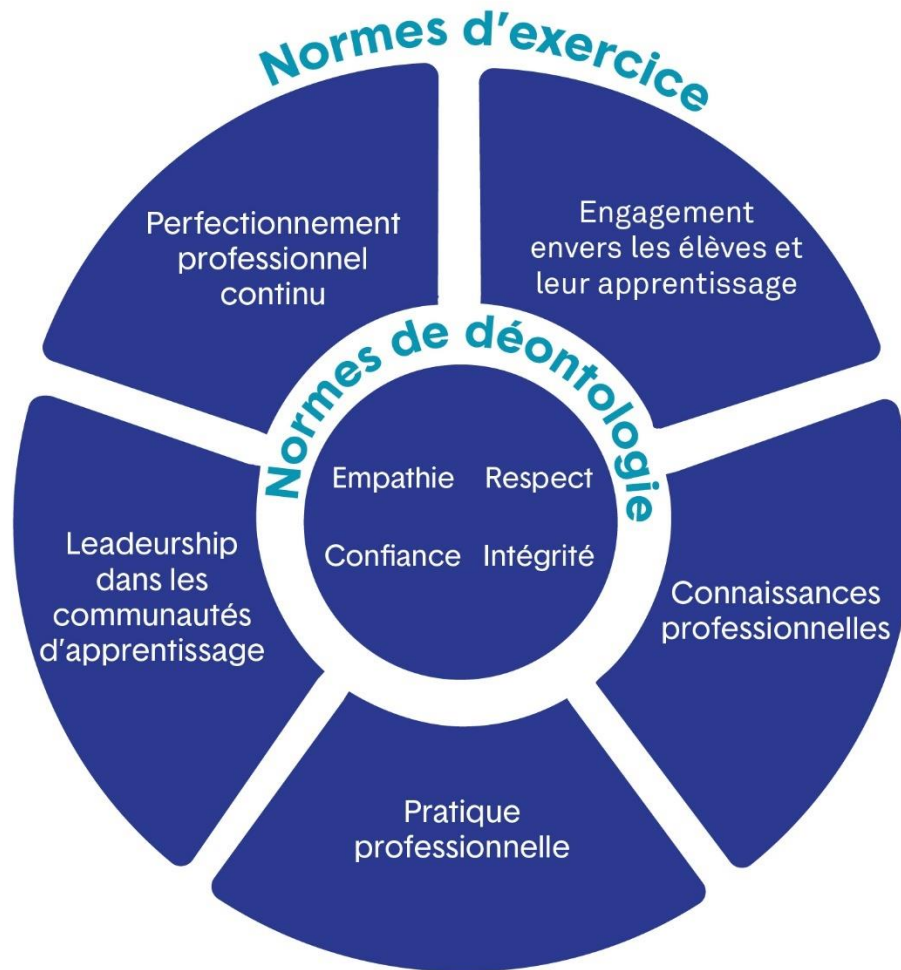 Normes d'exercice
Perfectionnement
professionnel
continu
Engagement
envers les élèves et
leur apprentissage
Normes de déontologie
Empathie Respect
Confiance Intégrité
Leadeurship
dans les
communautés
d'apprentissage
Connaissances
professionnelles
Pratique
professionnelle